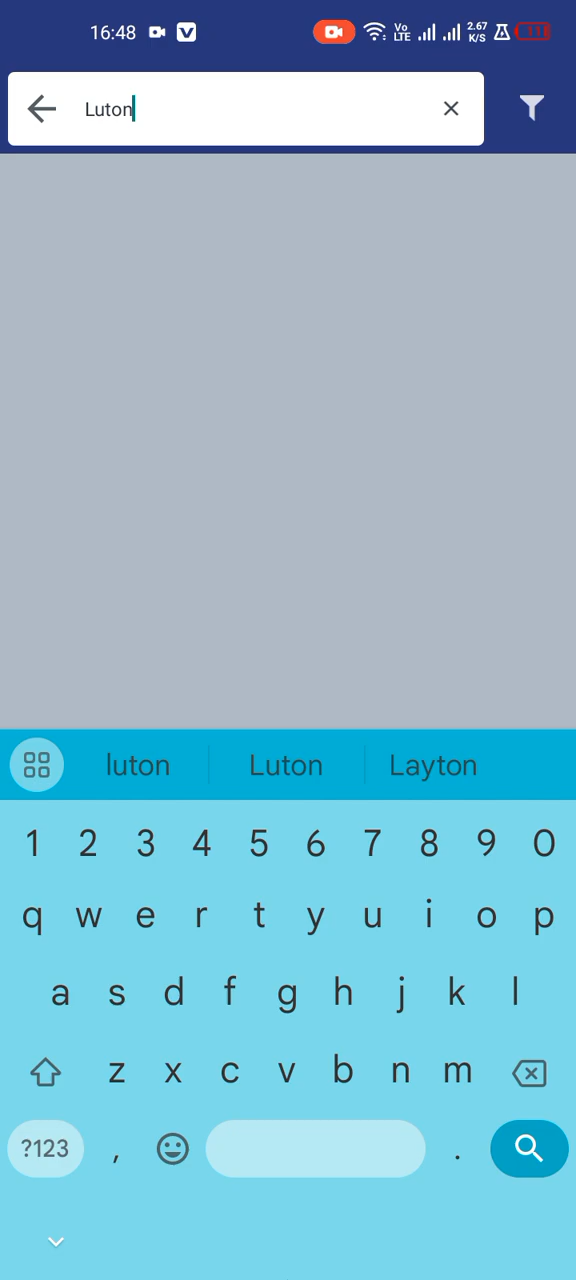 16:48 Vo LTE 2.67 K/S
Luton
luton Luton Layton
1 2 3 4 5 6 7 8 9 0
q w e r t y u i o p
a s d f g h j k l
z x c v b n m
?123 , .